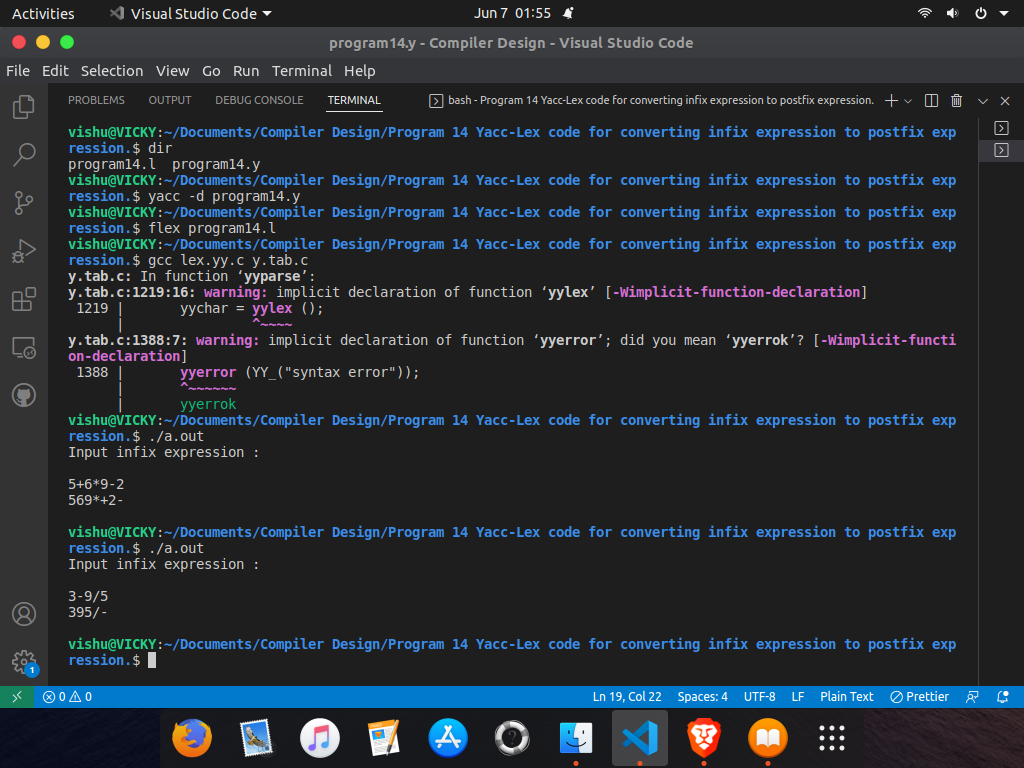 Activities Visual Studio Code Jun 7 01:55
program14.y - Compiler Design - Visual Studio Code
File Edit Selection View Go Run Terminal Help
PROBLEMS OUTPUT DEBUG CONSOLE TERMINAL bash - Program 14 Yacc-Lex code for converting infix expression to postfix expression.
vishu@VICKY:~/Documents/Compiler Design/Program 14 Yacc-Lex code for converting infix expression to postfix exp
ression.$ dir
program14.l  program14.y
vishu@VICKY:~/Documents/Compiler Design/Program 14 Yacc-Lex code for converting infix expression to postfix exp
ression.$ yacc -d program14.y
vishu@VICKY:~/Documents/Compiler Design/Program 14 Yacc-Lex code for converting infix expression to postfix exp
ression.$ flex program14.l
vishu@VICKY:~/Documents/Compiler Design/Program 14 Yacc-Lex code for converting infix expression to postfix exp
ression.$ gcc lex.yy.c y.tab.c
y.tab.c: In function ‘yyparse’:
y.tab.c:1219:16: warning: implicit declaration of function ‘yylex’ [-Wimplicit-function-declaration]
 1219 |       yychar = yylex ();
      |                ^~~~~
y.tab.c:1388:7: warning: implicit declaration of function ‘yyerror’; did you mean ‘yyerrok’? [-Wimplicit-functi
on-declaration]
 1388 |       yyerror (YY_("syntax error"));
      |       ^~~~~~~
      |       yyerrok
vishu@VICKY:~/Documents/Compiler Design/Program 14 Yacc-Lex code for converting infix expression to postfix exp
ression.$ ./a.out
Input infix expression :
5+6*9-2
569*+2-
vishu@VICKY:~/Documents/Compiler Design/Program 14 Yacc-Lex code for converting infix expression to postfix exp
ression.$ ./a.out
Input infix expression :
3-9/5
395/-
vishu@VICKY:~/Documents/Compiler Design/Program 14 Yacc-Lex code for converting infix expression to postfix exp
ression.$
1
0 0 Ln 19, Col 22 Spaces: 4 UTF-8 LF Plain Text Prettier